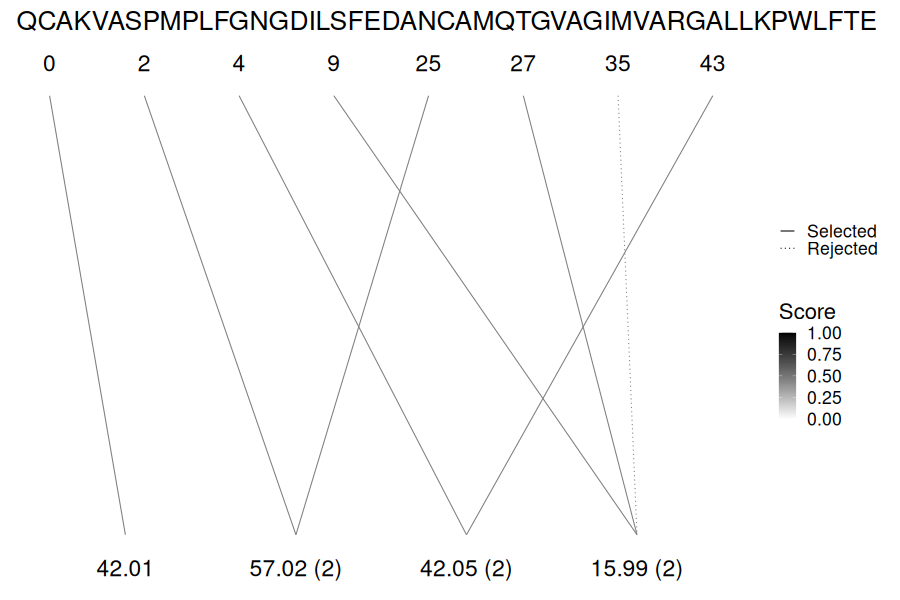 QCAKVASPMPLFGNGDILSFEDANCAMQTGVAGIMVARGALLKPWLFTE
0 2 4 9 25 27 35 43
Selected
Rejected
Score
1.00
0.75
0.50
0.25
0.00
42.01 57.02 (2) 42.05 (2) 15.99 (2)